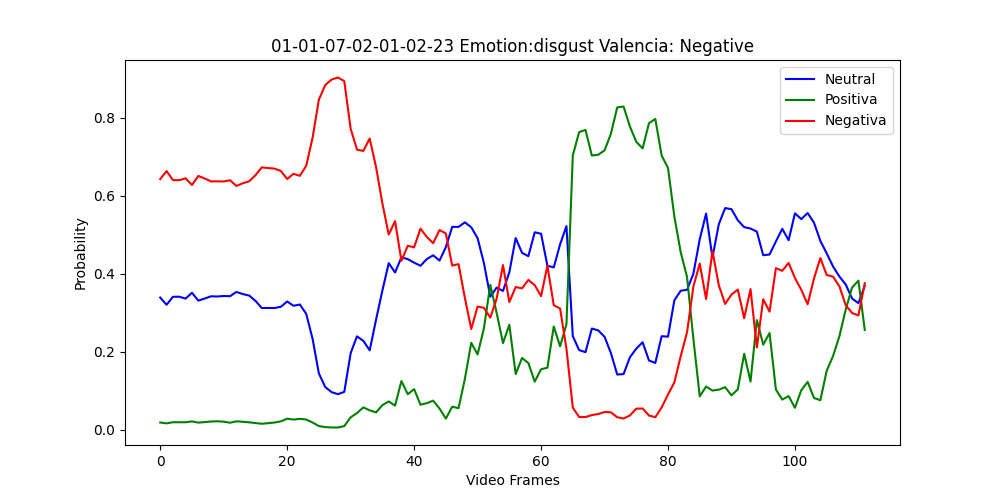 01-01-07-02-01-02-23 Emotion:disgust Valencia: Negative
Neutral
Positiva
Negativa
Probability
0.8
0.6
0.4
0.2
0.0
0 20 40 60 80 100
Video Frames